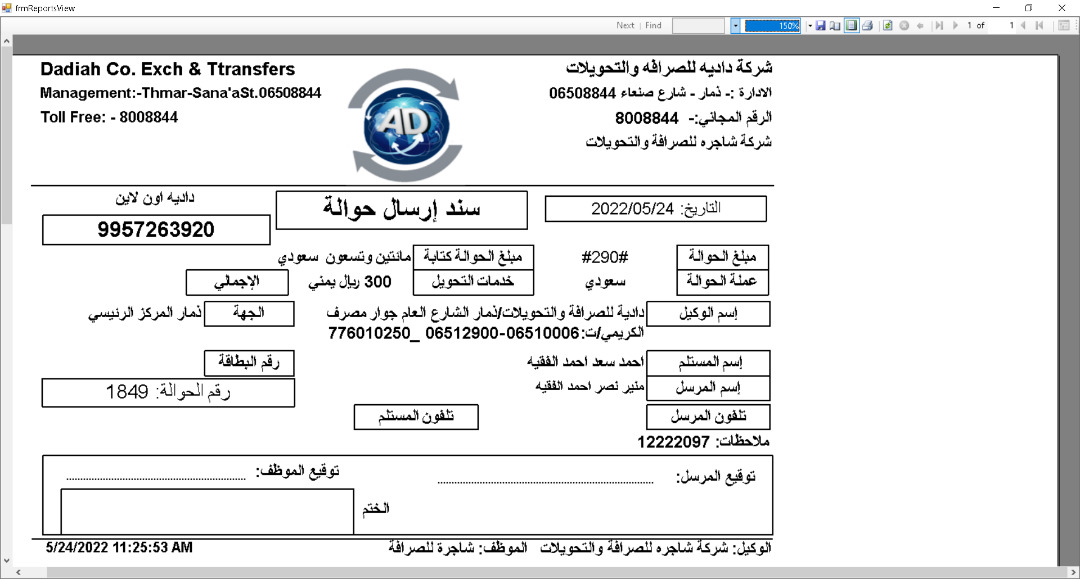 frmReportsView
Next | Find 150% 1 of 1
Dadiah Co. Exch & Ttransfers
Management:-Thmar-Sana'aSt.06508844
Toll Free: - 8008844
AD
شركة داديه للصرافه والتحويلات
الادارة :- ذمار - شارع صنعاء 06508844
الرقم المجاني:- 8008844
شركة شاجره للصرافة والتحويلات
التاريخ: 2022/05/24
سند إرسال حوالة
داديه اون لاين
9957263920
مبلغ الحوالة #290# مبلغ الحوالة كتابة مائتين وتسعون سعودي
عملة الحوالة سعودي خدمات التحويل 300 ريال يمني الإجمالي
إسم الوكيل دادية للصرافة والتحويلات/ذمار الشارع العام جوار مصرف الجهة ذمار المركز الرئيسي
الكريمي/ت:06510006-06512900 _776010250
إسم المستلم احمد سعد احمد الفقيه رقم البطاقة
إسم المرسل منير نصر احمد الفقيه رقم الحوالة: 1849
تلفون المرسل تلفون المستلم
ملاحظات: 12222097
توقيع المرسل: توقيع الموظف:
الختم
الوكيل: شركة شاجره للصرافة والتحويلات الموظف: شاجرة للصرافة 5/24/2022 11:25:53 AM